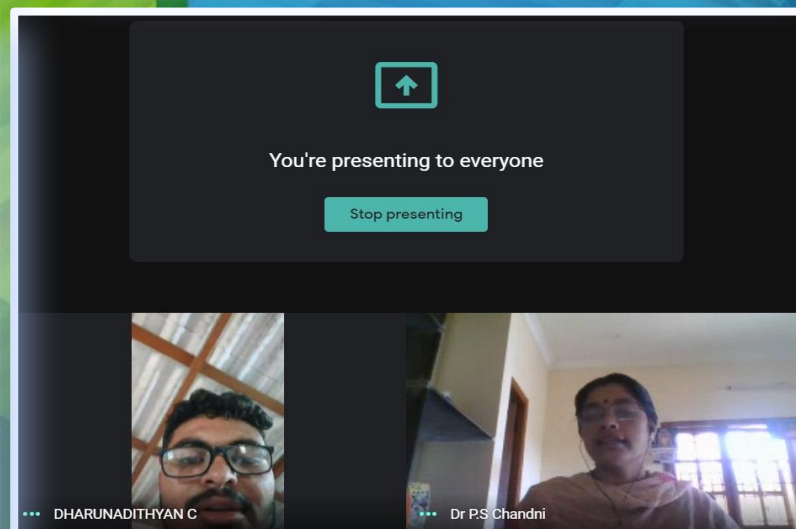 You're presenting to everyone
Stop presenting
DHARUNADITHYAN C
Dr P.S Chandni